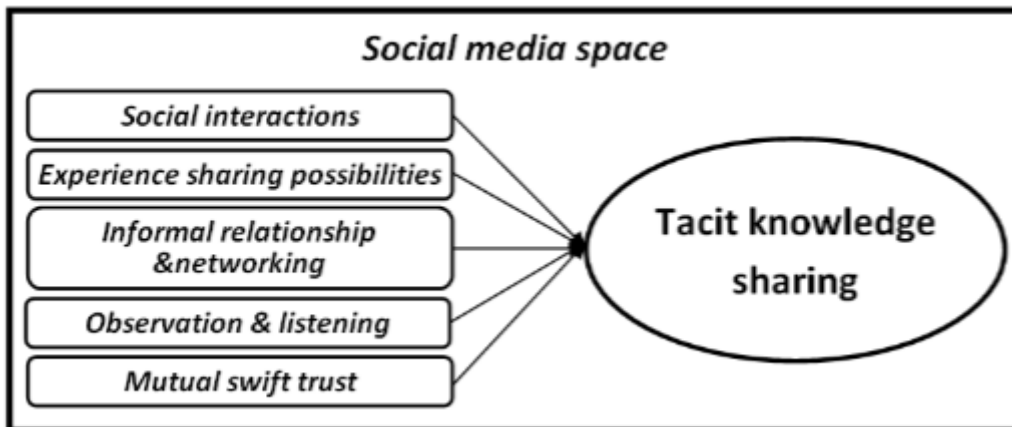 Social media space
Social interactions
Experience sharing possibilities
Informal relationship
&networking
Observation & listening
Mutual swift trust
Tacit knowledge
sharing